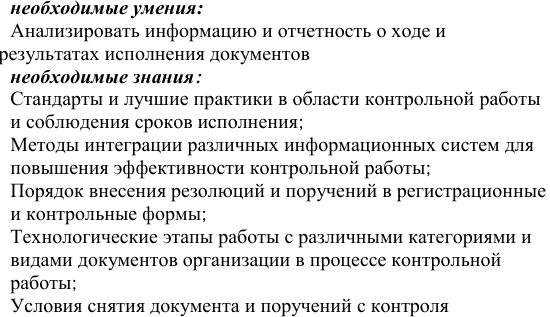 необходимые умения:
Анализировать информацию и отчетность о ходе и
результатах исполнения документов
необходимые знания:
Стандарты и лучшие практики в области контрольной работы
и соблюдения сроков исполнения;
Методы интеграции различных информационных систем для
повышения эффективности контрольной работы;
Порядок внесения резолюций и поручений в регистрационные
и контрольные формы;
Технологические этапы работы с различными категориями и
видами документов организации в процессе контрольной
работы;
Условия снятия документа и поручений с контроля